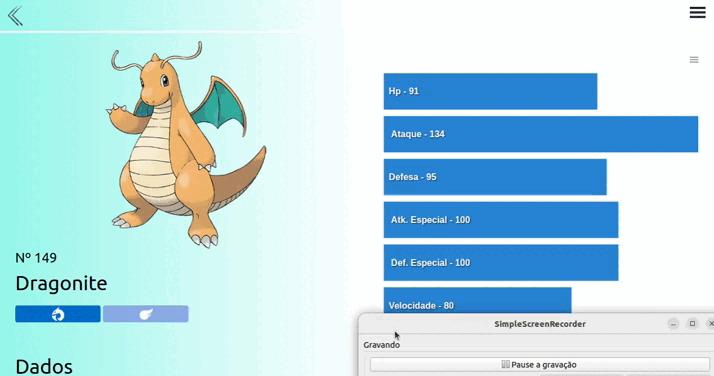 Nº 149
Dragonite
Dados
Hp - 91
Ataque - 134
Defesa - 95
Atk. Especial - 100
Def. Especial - 100
Velocidade - 80
SimpleScreenRecorder
Gravando
Pause a gravação